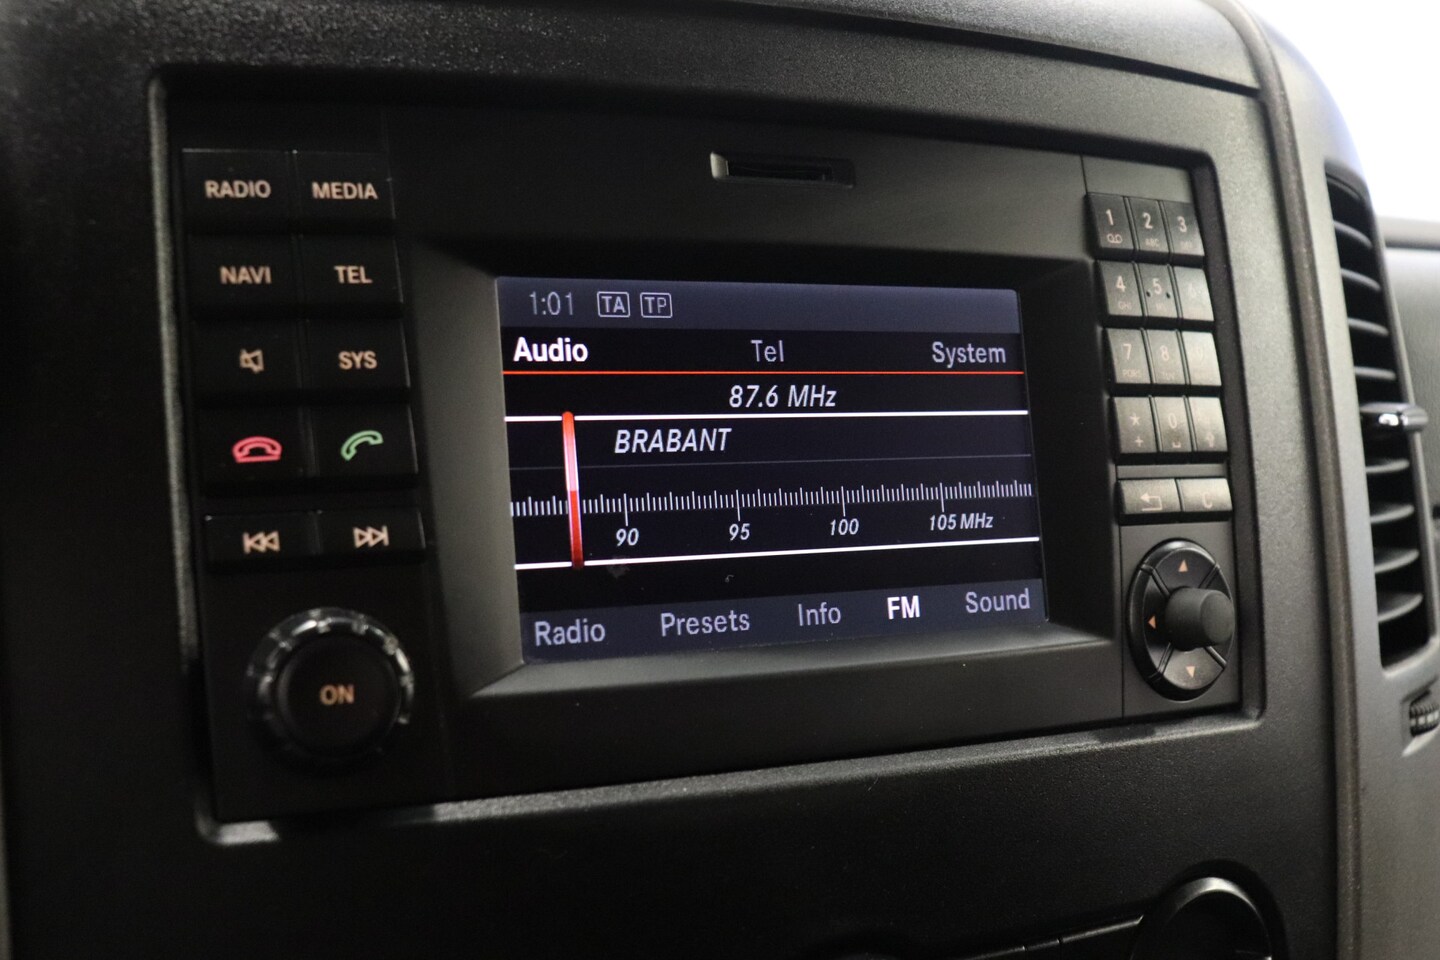 RADIO MEDIA
NAVI TEL
SYS
ON
1:01 TA TP
Audio Tel System
87.6 MHz
BRABANT
90 95 100 105 MHz
Radio Presets Info FM Sound
1 2 3
ABC
4 5
7 8
* 0
+
C